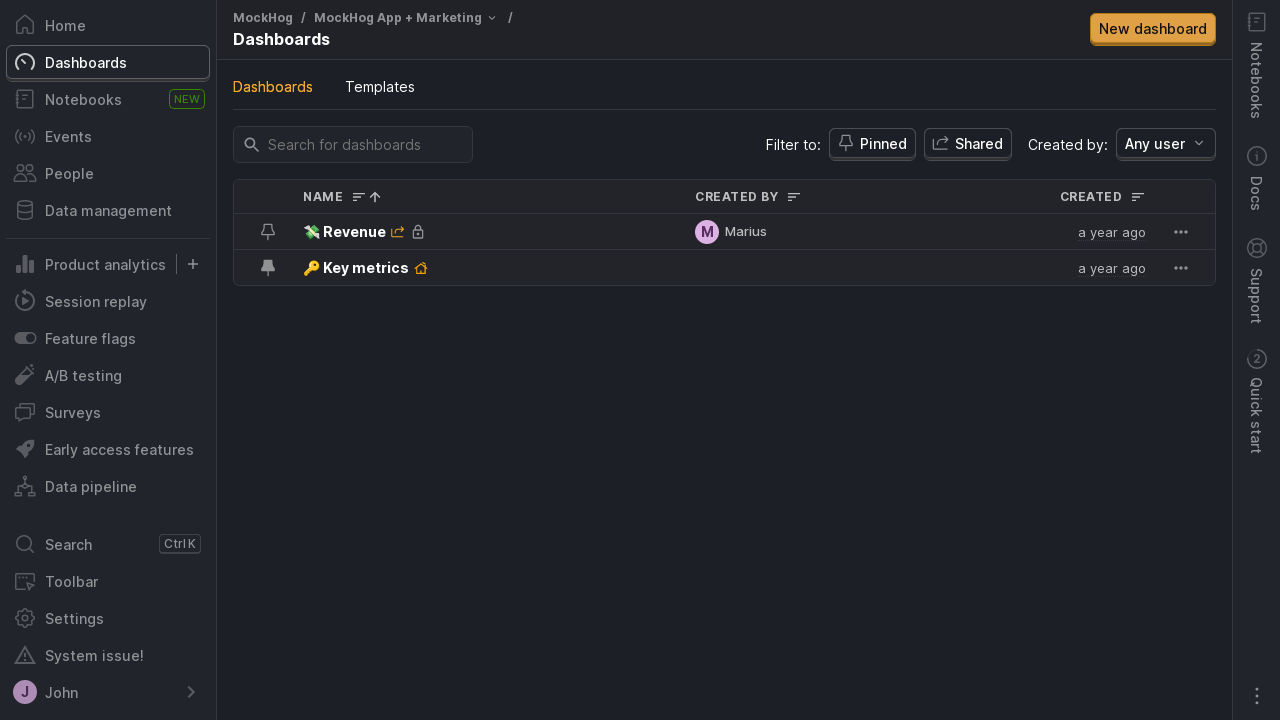 Home
Dashboards
Notebooks NEW
Events
People
Data management
Product analytics
Session replay
Feature flags
A/B testing
Surveys
Early access features
Data pipeline
Search Ctrl K
Toolbar
Settings
System issue!
J John
MockHog / MockHog App + Marketing /
Dashboards
New dashboard
Dashboards Templates
Search for dashboards
Filter to: Pinned Shared Created by: Any user
NAME CREATED BY CREATED
💸 Revenue M Marius a year ago
🔑 Key metrics a year ago
Notebooks
Docs
Support
2
Quick start